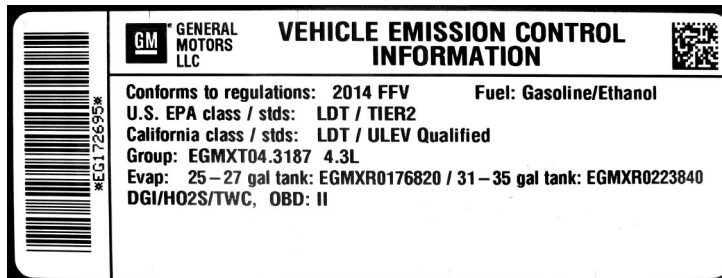 *EG172695*
GM
GENERAL
MOTORS
LLC
VEHICLE EMISSION CONTROL
INFORMATION
Conforms to regulations: 2014 FFV Fuel: Gasoline/Ethanol
U.S. EPA class / stds: LDT / TIER2
California class / stds: LDT / ULEV Qualified
Group: EGMXT04.3187 4.3L
Evap: 25–27 gal tank: EGMXR0176820 / 31–35 gal tank: EGMXR0223840
DGI/HO2S/TWC, OBD: II